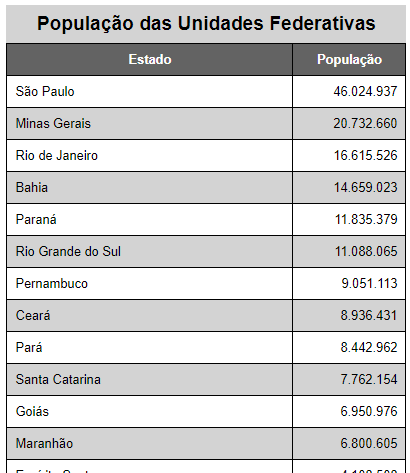 População das Unidades Federativas
Estado População
São Paulo 46.024.937
Minas Gerais 20.732.660
Rio de Janeiro 16.615.526
Bahia 14.659.023
Paraná 11.835.379
Rio Grande do Sul 11.088.065
Pernambuco 9.051.113
Ceará 8.936.431
Pará 8.442.962
Santa Catarina 7.762.154
Goiás 6.950.976
Maranhão 6.800.605